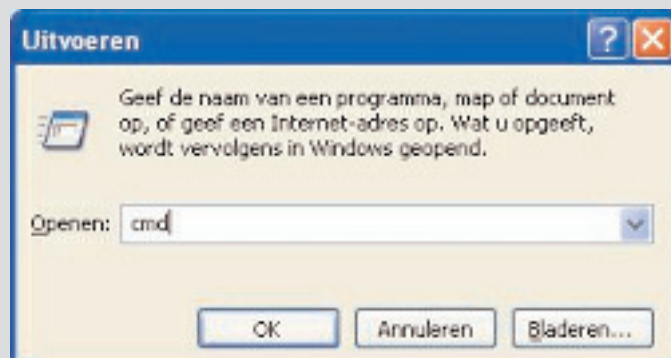 Uitvoeren
Geef de naam van een programma, map of document
op, of geef een Internet-adres op. Wat u opgeeft,
wordt vervolgens in Windows geopend.
Openen: cmd
OK Annuleren Bladeren...